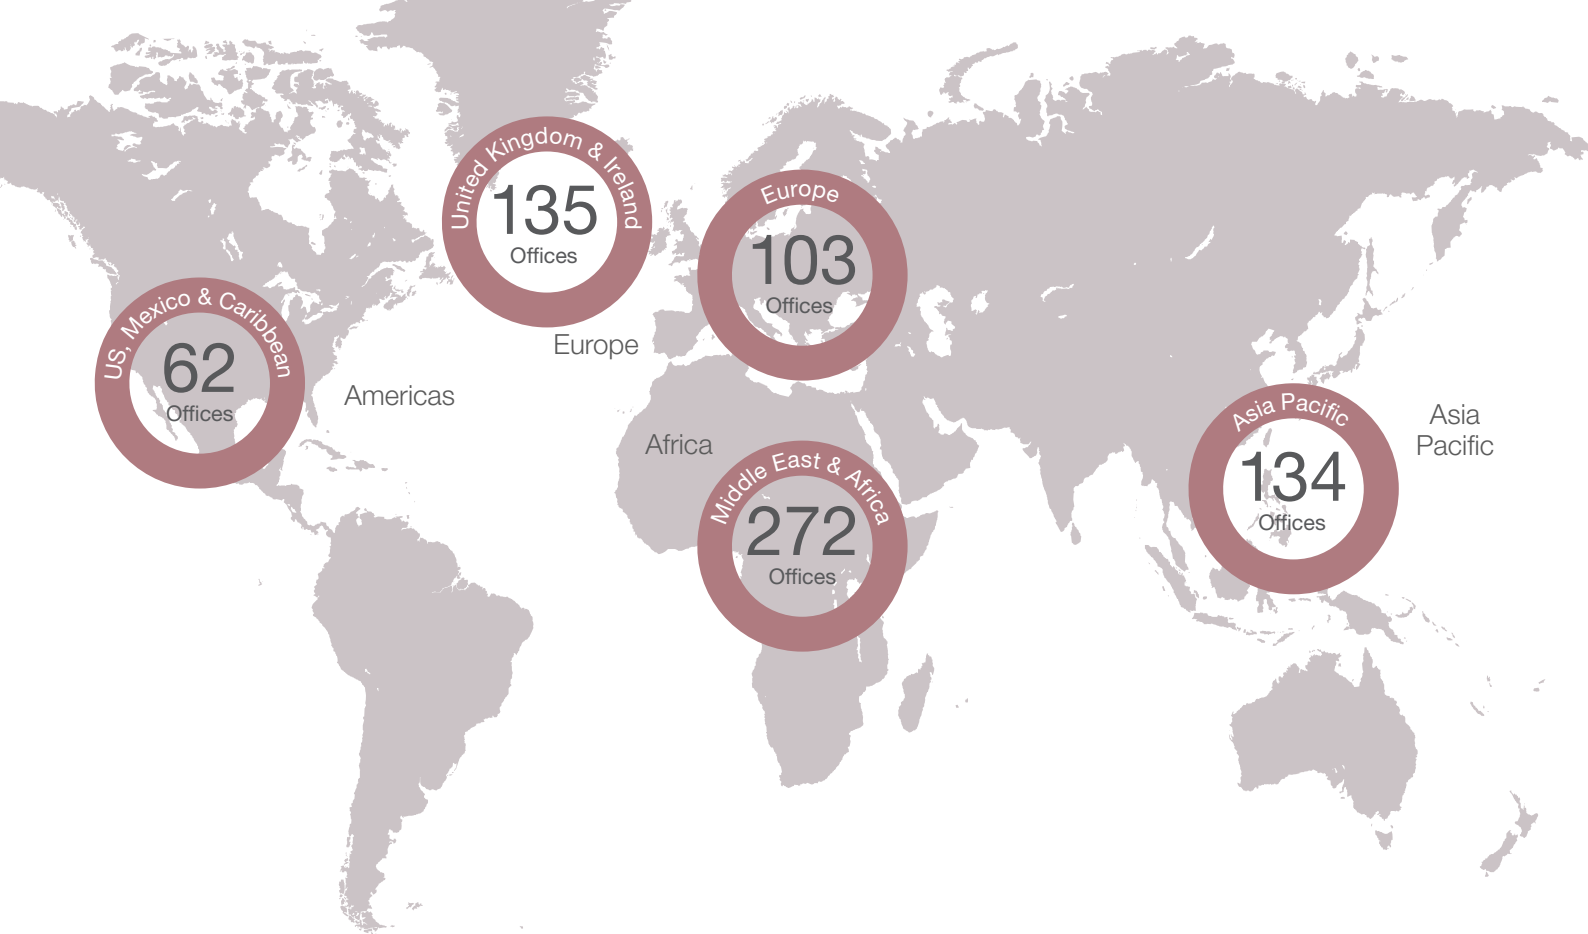 United Kingdom & Ireland
135
Offices
Europe
103
Offices
US, Mexico & Caribbean
62
Offices
Europe
Americas
Asia Pacific
134
Offices
Asia
Pacific
Africa
Middle East & Africa
272
Offices